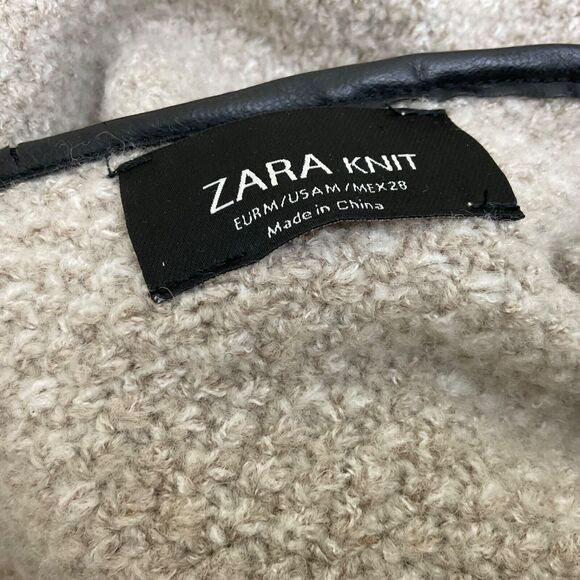 ZARA KNIT
EUR M / USA M / MEX 28
Made in China